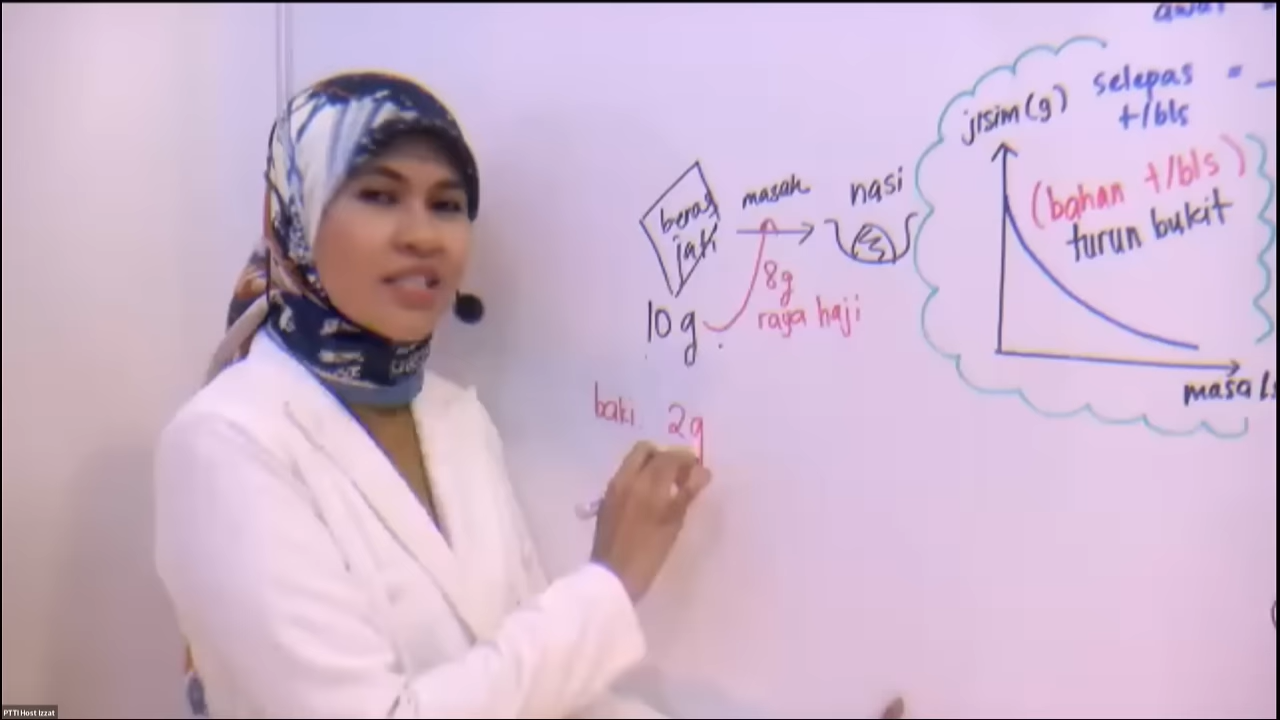 beras
jati
masak
nasi
10g
8g
raya haji
baki 2g
selepas =
t/bls
jisim(g)
(bahan t/bls)
turun bukit
masa
PTTI Host Izzat